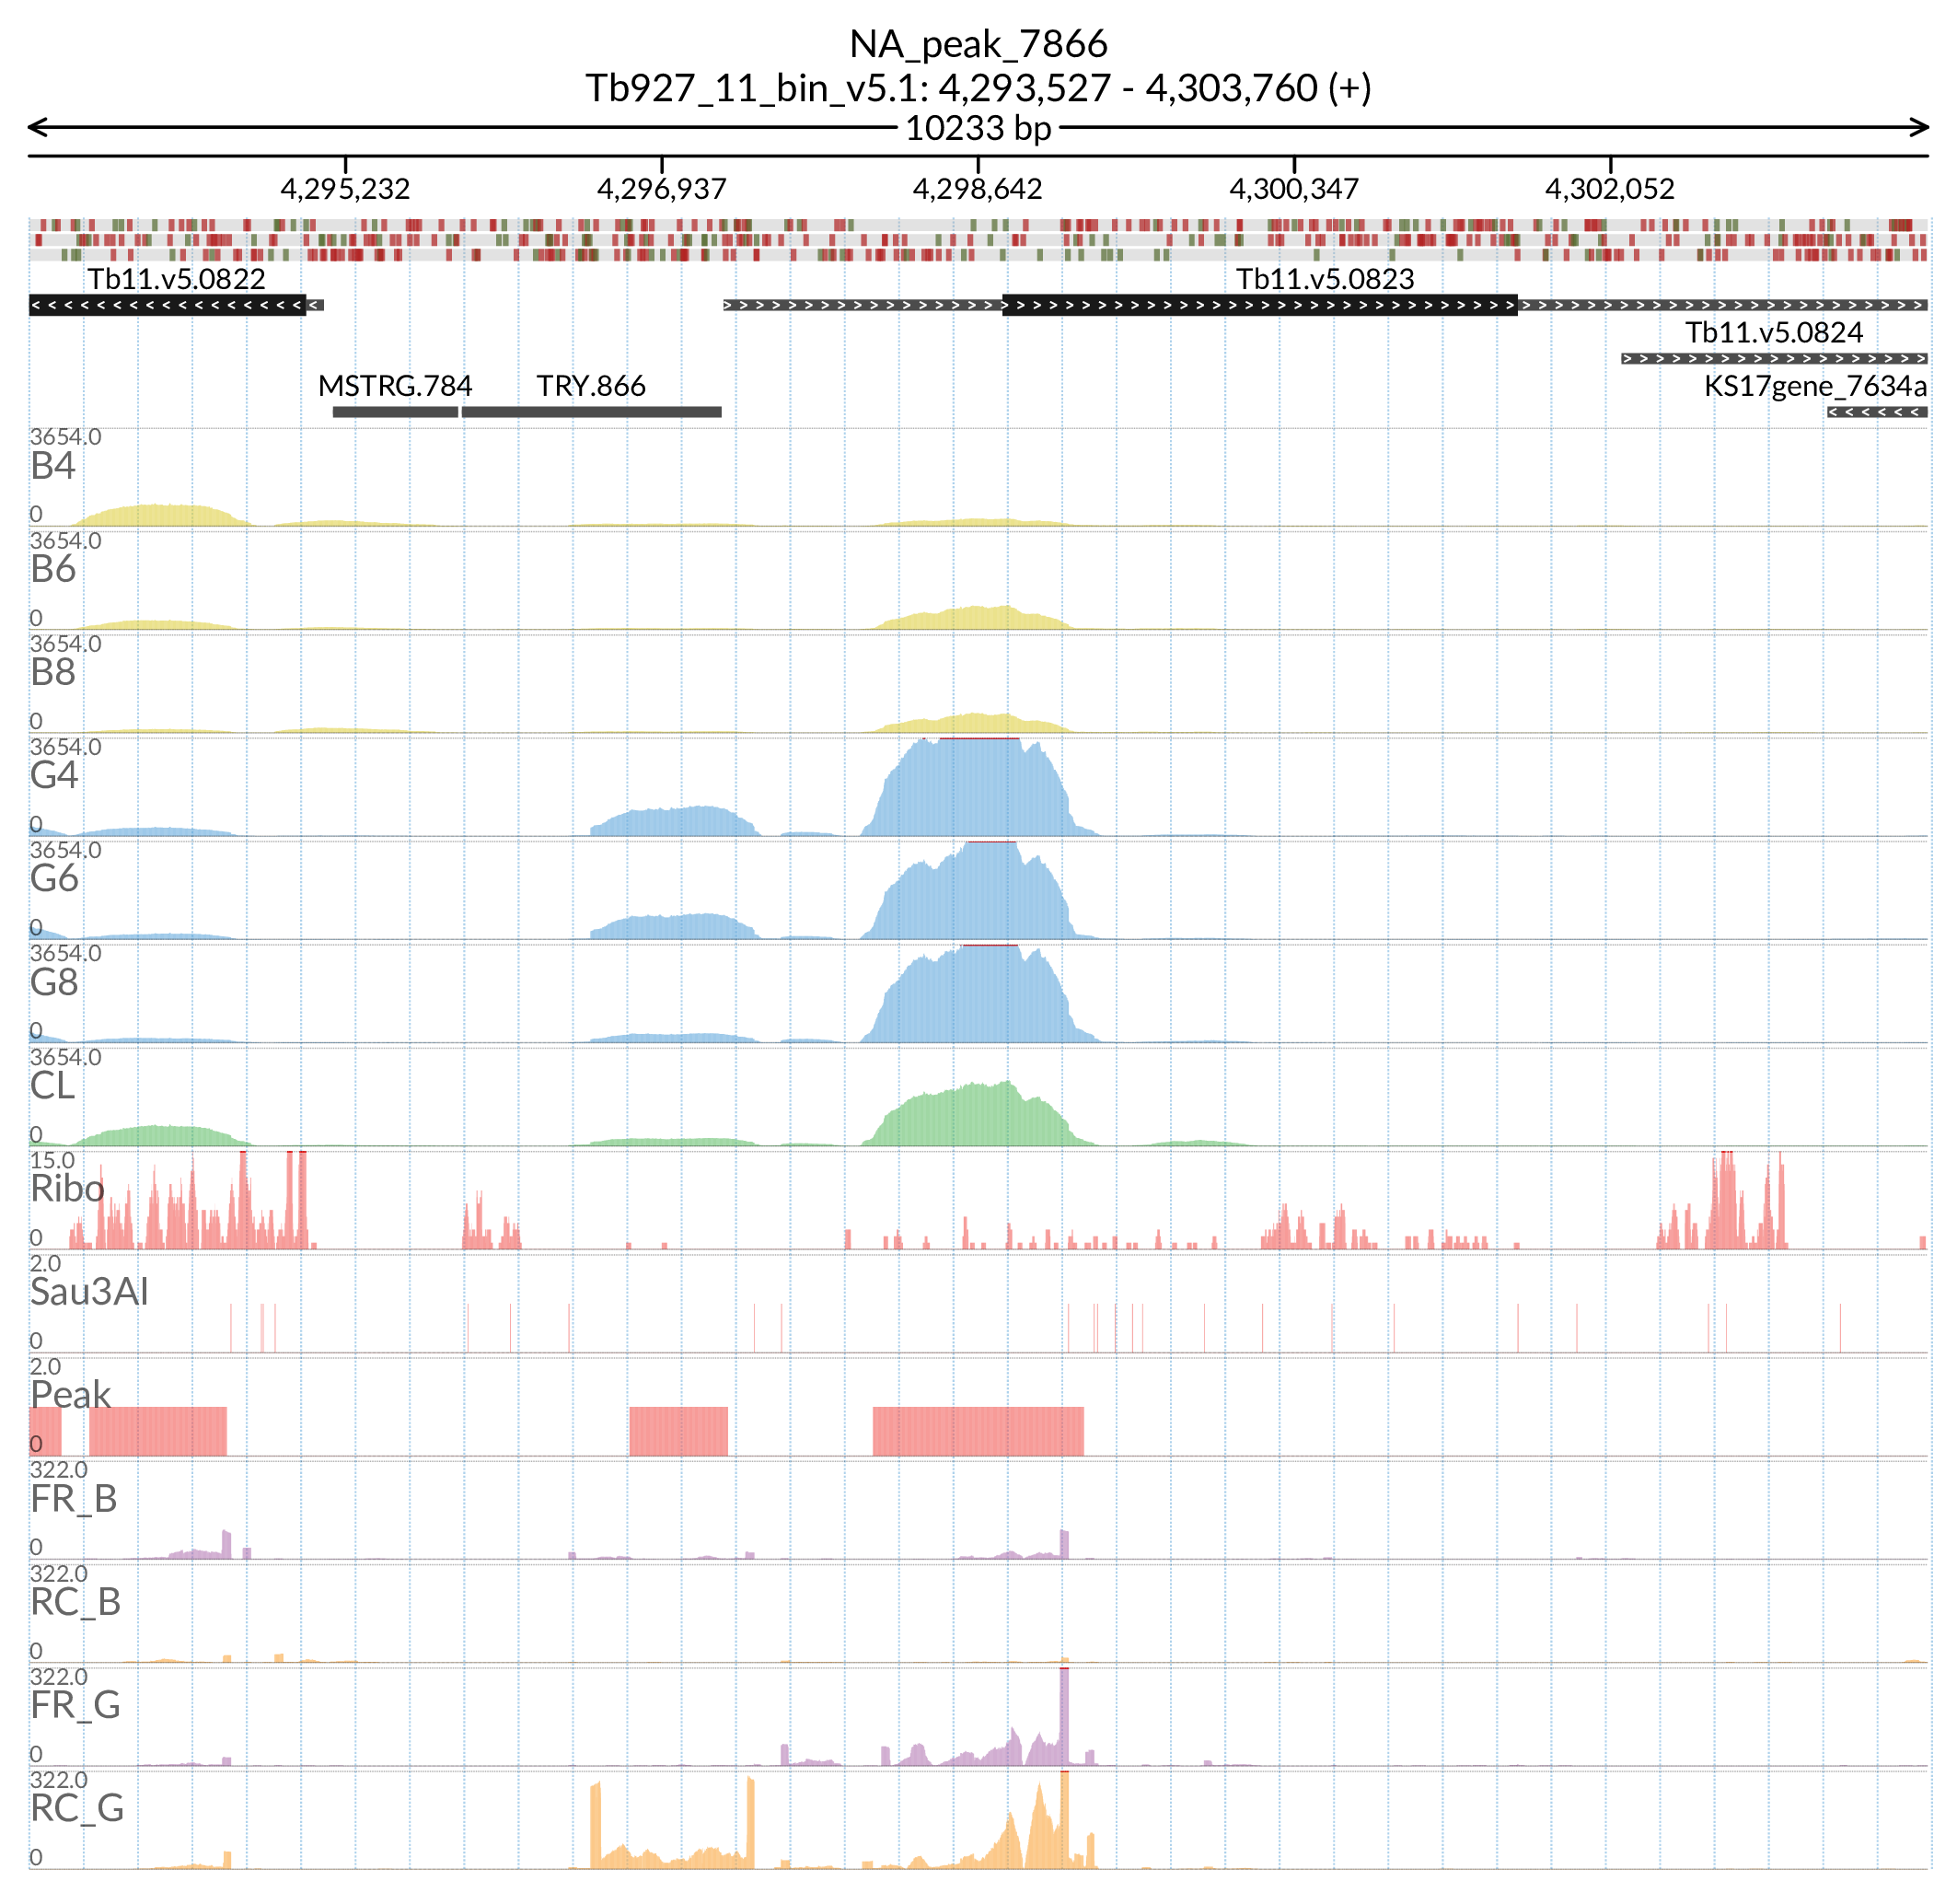 NA_peak_7866
Tb927_11_bin_v5.1: 4,293,527 - 4,303,760 (+)
10233 bp
4,295,232 4,296,937 4,298,642 4,300,347 4,302,052
Tb11.v5.0822 Tb11.v5.0823
Tb11.v5.0824
MSTRG.784 TRY.866 KS17gene_7634a
3654.0
B4
0
3654.0
B6
0
3654.0
B8
0
3654.0
G4
0
3654.0
G6
0
3654.0
G8
0
3654.0
CL
0
15.0
Ribo
0
2.0
Sau3AI
0
2.0
Peak
0
322.0
FR_B
0
322.0
RC_B
0
322.0
FR_G
0
322.0
RC_G
0